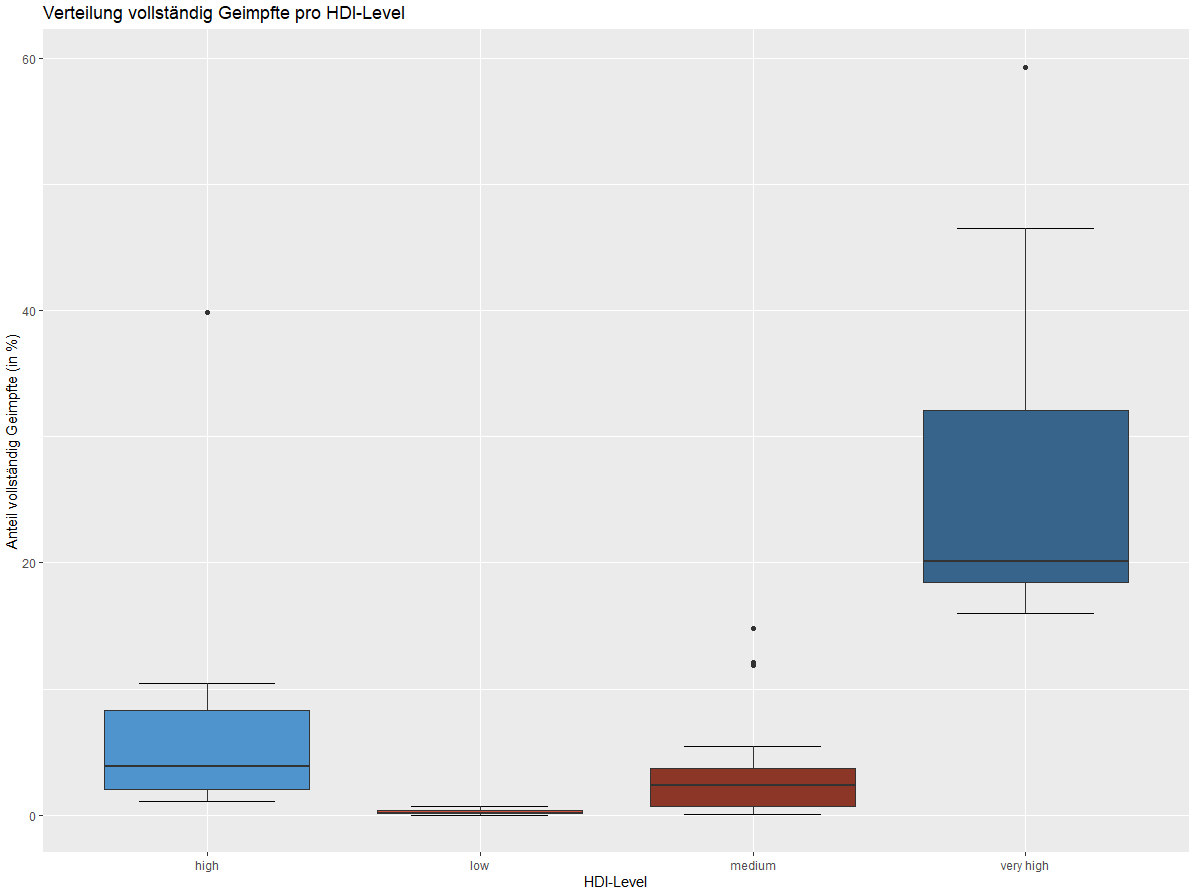 Verteilung vollständig Geimpfte pro HDI-Level
Anteil vollständig Geimpfte (in %)
60
40
20
0
high low medium very high
HDI-Level